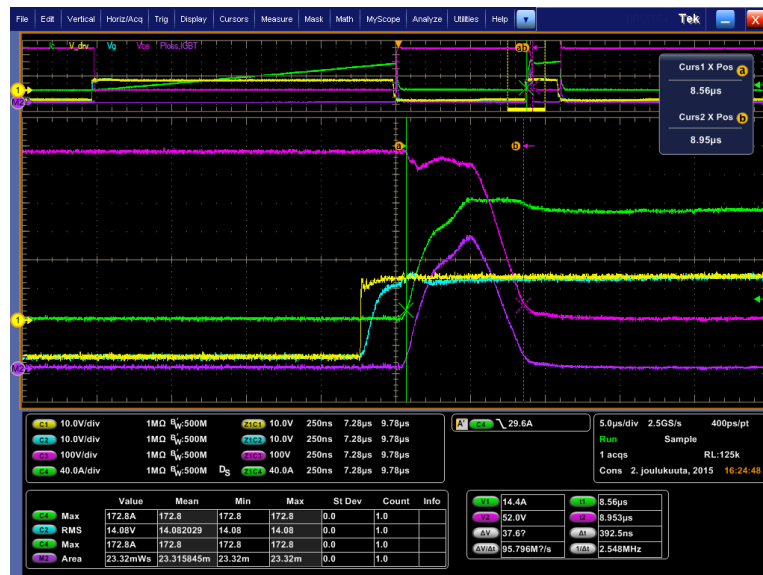 File Edit Vertical Horiz/Acq Trig Display Cursors Measure Mask Math MyScope Analyze Utilities Help Tek X
Ic V_drv Vg Vce Ploss,IGBT
a b
Curs1 X Pos a
8.56µs
Curs2 X Pos b
8.95µs
1
M2
a b
1
M2
C1 10.0V/div 1MΩ BW:500M Z1C1 10.0V 250ns 7.28µs 9.78µs
C2 10.0V/div 1MΩ BW:500M Z1C2 10.0V 250ns 7.28µs 9.78µs
C3 100V/div 1MΩ BW:500M Z1C3 100V 250ns 7.28µs 9.78µs
C4 40.0A/div 1MΩ BW:500M DS Z1C4 40.0A 250ns 7.28µs 9.78µs
A' C4 29.6A
5.0µs/div 2.5GS/s 400ps/pt
Run Sample
1 acqs RL:125k
Cons 2. joulukuuta, 2015 16:24:48
Value Mean Min Max St Dev Count Info
C4 Max 172.8A 172.8 172.8 172.8 0.0 1.0
C2 RMS 14.08V 14.082029 14.08 14.08 0.0 1.0
C4 Max 172.8A 172.8 172.8 172.8 0.0 1.0
M2 Area 23.32mWs 23.315845m 23.32m 23.32m 0.0 1.0
V1 14.4A t1 8.56µs
V2 52.0V t2 8.953µs
ΔV 37.6? Δt 392.5ns
ΔV/Δt 95.796M?/s 1/Δt 2.548MHz